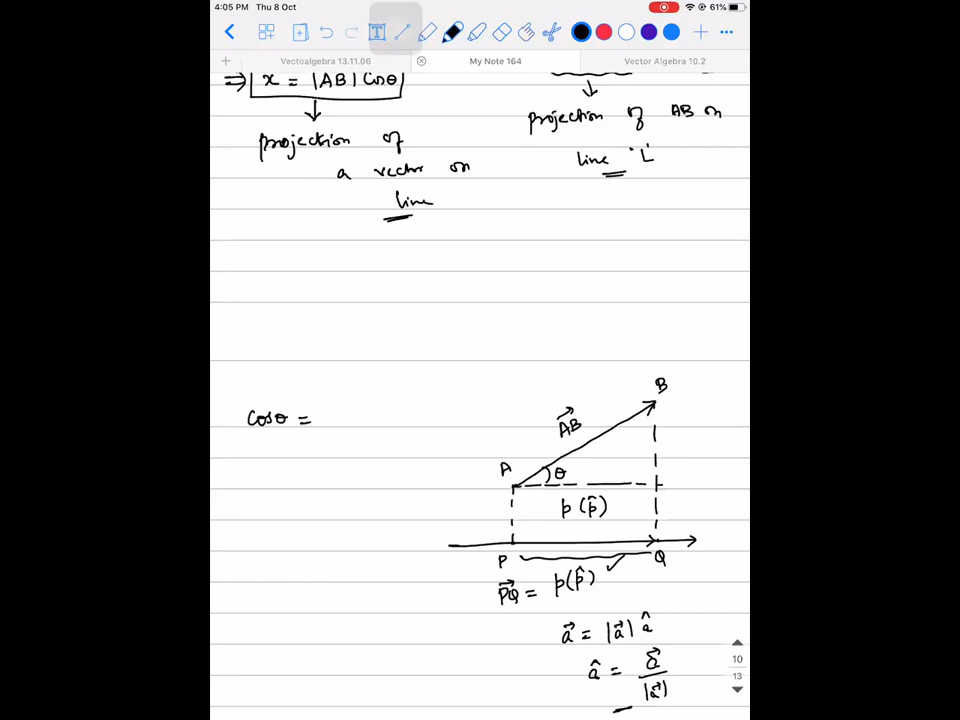 4:05 PM Thu 8 Oct 61%
Vectoalgebra 13.11.06 My Note 164 Vector Algebra 10.2
⇒ x = |AB| Cosθ
projection of
a vector on
line
projection of AB on
line 'L'
Cosθ =
B
AB⃗
A
θ
p (p̂)
P
Q
PQ⃗ = p(p̂) ✓
a⃗ = |a⃗| â
â = a⃗ / |a⃗|
10
13